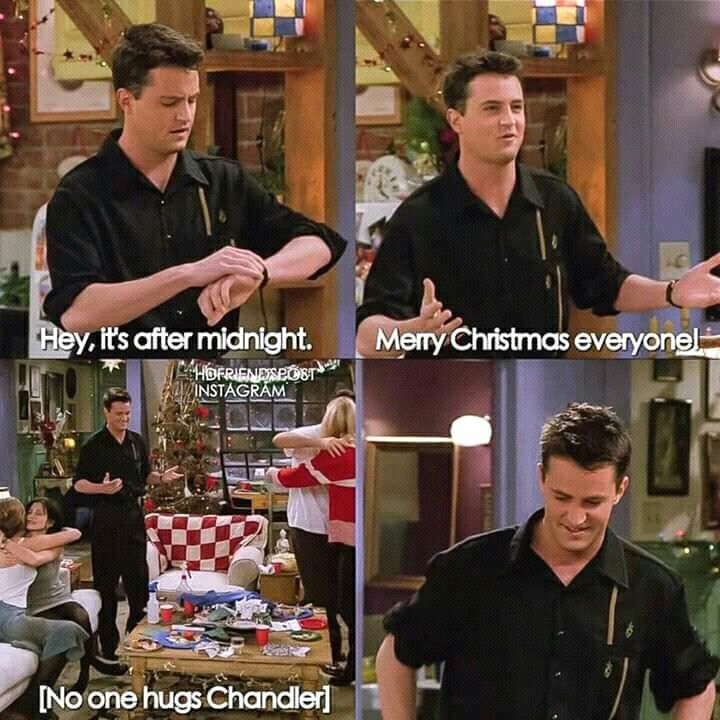 Hey, it's after midnight.
Merry Christmas everyone!
HDFRIENDSPOST
INSTAGRAM
[No one hugs Chandler]